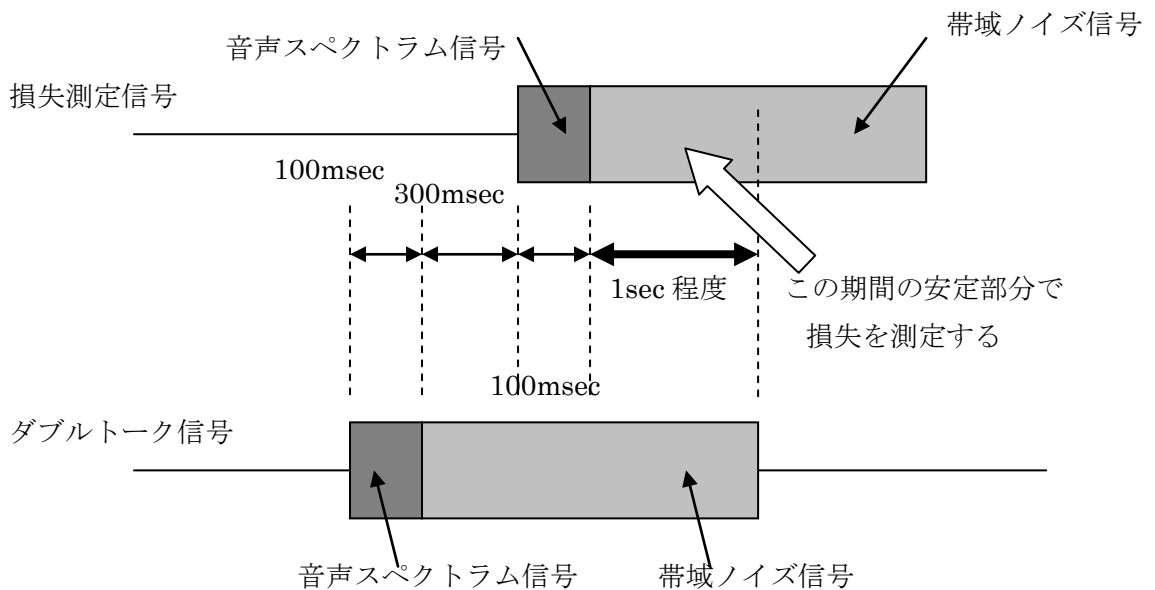 帯域ノイズ信号
音声スペクトラム信号
損失測定信号
100msec
300msec
1sec 程度
この期間の安定部分で
損失を測定する
100msec
ダブルトーク信号
音声スペクトラム信号
帯域ノイズ信号